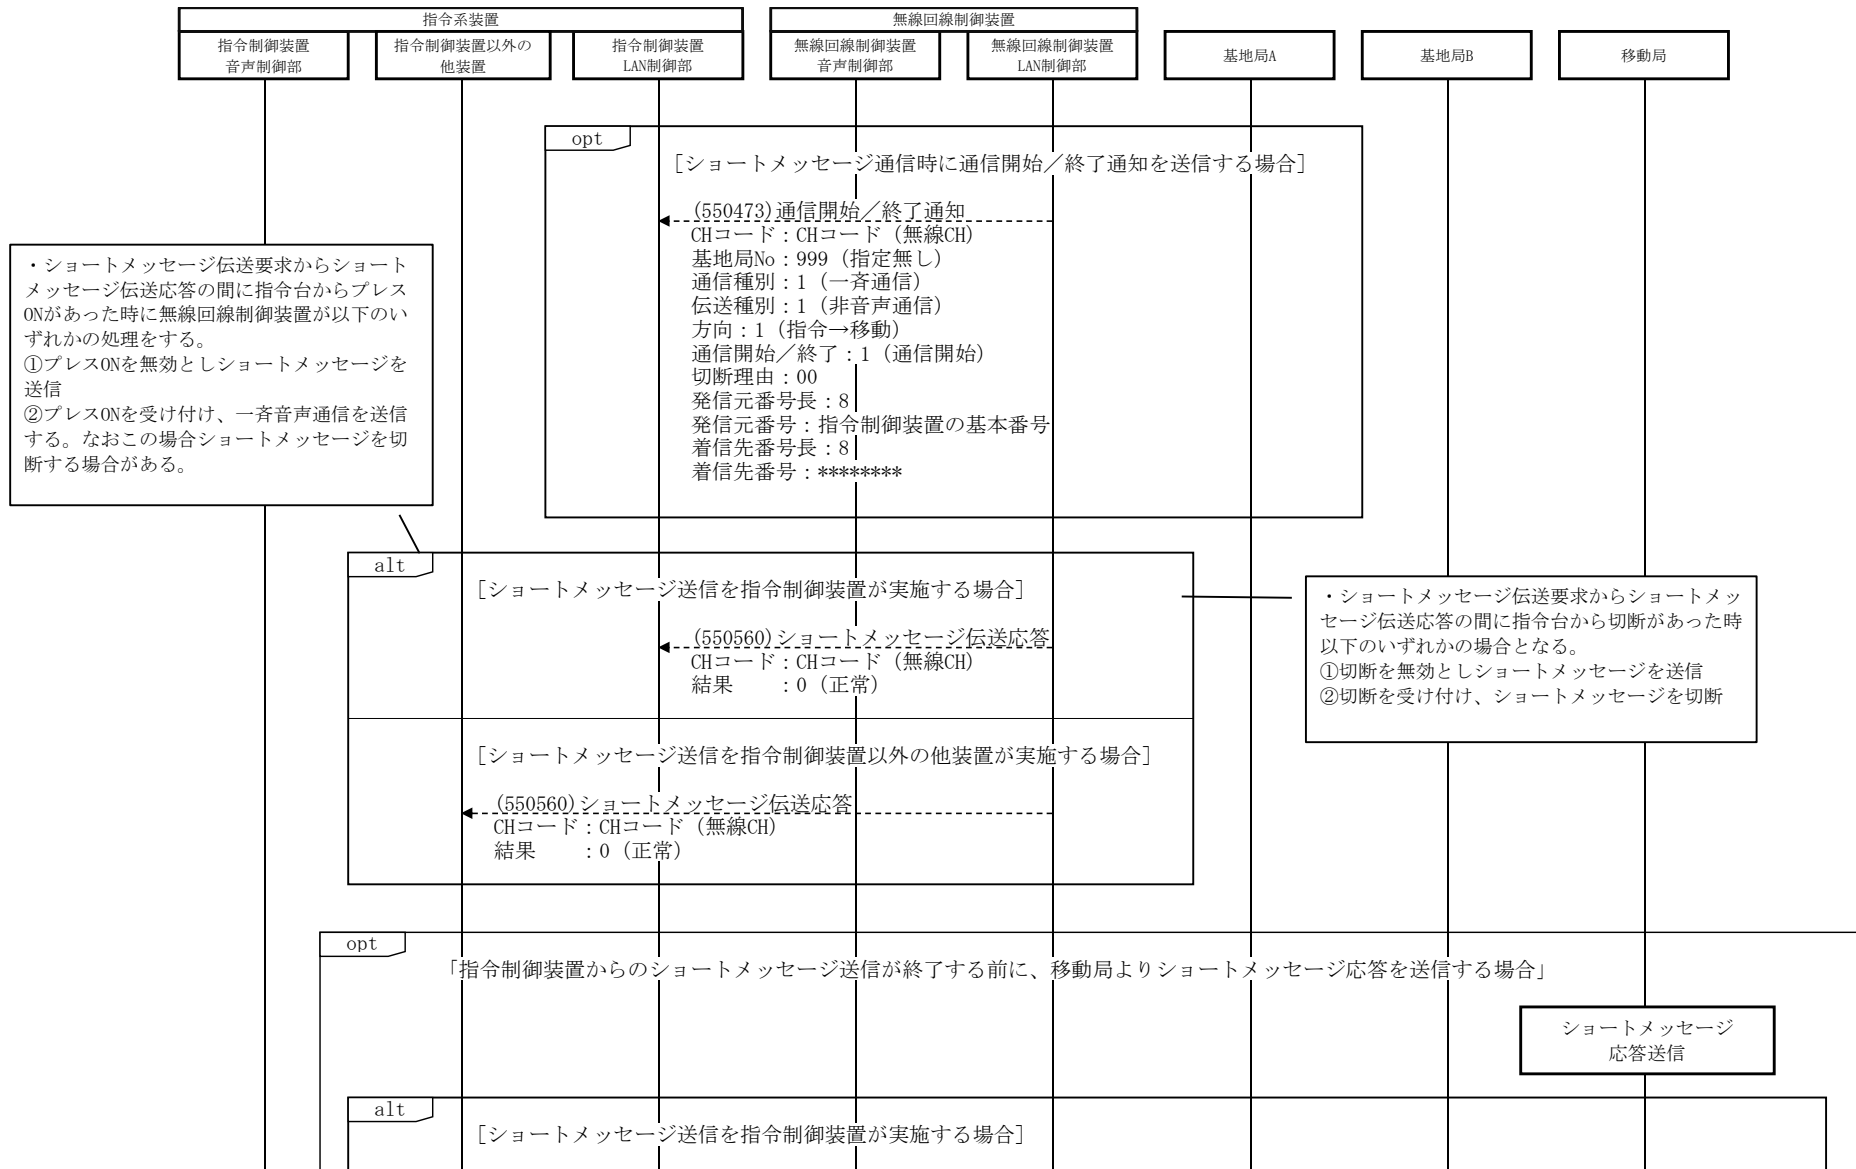 指令系装置
無線回線制御装置
指令制御装置
音声制御部
指令制御装置以外の
他装置
指令制御装置
LAN制御部
無線回線制御装置
音声制御部
無線回線制御装置
LAN制御部
基地局A
基地局B
移動局
opt
[ショートメッセージ通信時に通信開始／終了通知を送信する場合]
(550473)通信開始／終了通知
CHコード：CHコード（無線CH）
基地局No：999（指定無し）
通信種別：1（一斉通信）
伝送種別：1（非音声通信）
方向：1（指令→移動）
通信開始／終了：1（通信開始）
切断理由：00
発信元番号長：8
発信元番号：指令制御装置の基本番号
着信先番号長：8
着信先番号：********
・ショートメッセージ伝送要求からショート
メッセージ伝送応答の間に指令台からプレス
ONがあった時に無線回線制御装置が以下のい
ずれかの処理をする。
①プレスONを無効としショートメッセージを
送信
②プレスONを受け付け、一斉音声通信を送信
する。なおこの場合ショートメッセージを切
断する場合がある。
alt
[ショートメッセージ送信を指令制御装置が実施する場合]
(550560)ショートメッセージ伝送応答
CHコード：CHコード（無線CH）
結果　　：0（正常）
・ショートメッセージ伝送要求からショートメッ
セージ伝送応答の間に指令台から切断があった時
以下のいずれかの場合となる。
①切断を無効としショートメッセージを送信
②切断を受け付け、ショートメッセージを切断
[ショートメッセージ送信を指令制御装置以外の他装置が実施する場合]
(550560)ショートメッセージ伝送応答
CHコード：CHコード（無線CH）
結果　　：0（正常）
opt
「指令制御装置からのショートメッセージ送信が終了する前に、移動局よりショートメッセージ応答を送信する場合」
ショートメッセージ
応答送信
alt
[ショートメッセージ送信を指令制御装置が実施する場合]